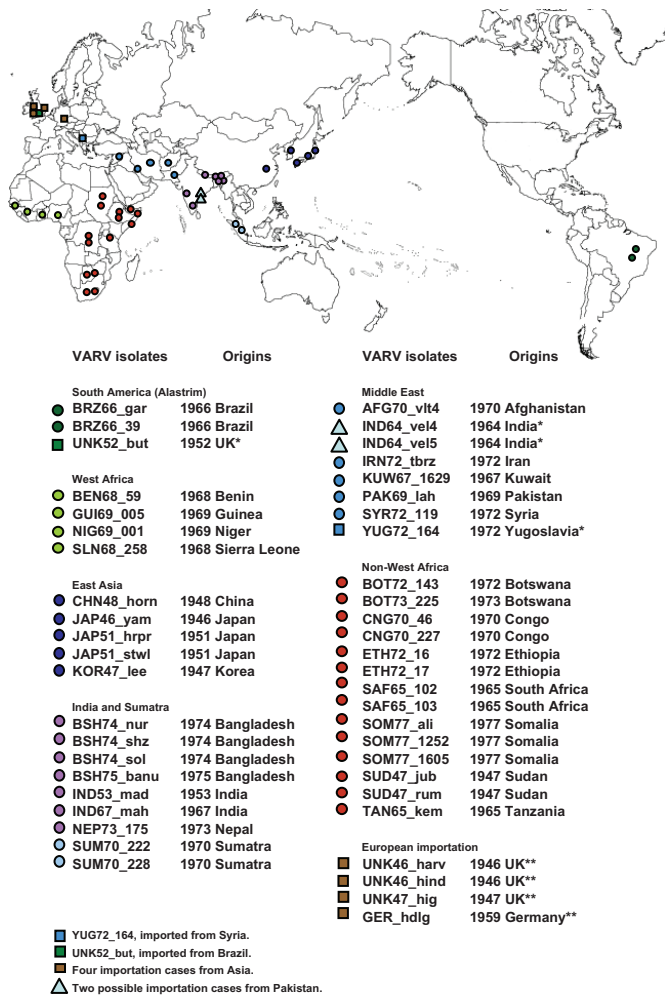 VARV isolates Origins
South America (Alastrim)
BRZ66_gar 1966 Brazil
BRZ66_39 1966 Brazil
UNK52_but 1952 UK*
West Africa
BEN68_59 1968 Benin
GUI69_005 1969 Guinea
NIG69_001 1969 Niger
SLN68_258 1968 Sierra Leone
East Asia
CHN48_horn 1948 China
JAP46_yam 1946 Japan
JAP51_hrpr 1951 Japan
JAP51_stwl 1951 Japan
KOR47_lee 1947 Korea
India and Sumatra
BSH74_nur 1974 Bangladesh
BSH74_shz 1974 Bangladesh
BSH74_sol 1974 Bangladesh
BSH75_banu 1975 Bangladesh
IND53_mad 1953 India
IND67_mah 1967 India
NEP73_175 1973 Nepal
SUM70_222 1970 Sumatra
SUM70_228 1970 Sumatra
VARV isolates Origins
Middle East
AFG70_vlt4 1970 Afghanistan
IND64_vel4 1964 India*
IND64_vel5 1964 India*
IRN72_tbrz 1972 Iran
KUW67_1629 1967 Kuwait
PAK69_lah 1969 Pakistan
SYR72_119 1972 Syria
YUG72_164 1972 Yugoslavia*
Non-West Africa
BOT72_143 1972 Botswana
BOT73_225 1973 Botswana
CNG70_46 1970 Congo
CNG70_227 1970 Congo
ETH72_16 1972 Ethiopia
ETH72_17 1972 Ethiopia
SAF65_102 1965 South Africa
SAF65_103 1965 South Africa
SOM77_ali 1977 Somalia
SOM77_1252 1977 Somalia
SOM77_1605 1977 Somalia
SUD47_jub 1947 Sudan
SUD47_rum 1947 Sudan
TAN65_kem 1965 Tanzania
European importation
UNK46_harv 1946 UK**
UNK46_hind 1946 UK**
UNK47_hig 1947 UK**
GER_hdlg 1959 Germany**
YUG72_164, imported from Syria.
UNK52_but, imported from Brazil.
Four importation cases from Asia.
Two possible importation cases from Pakistan.